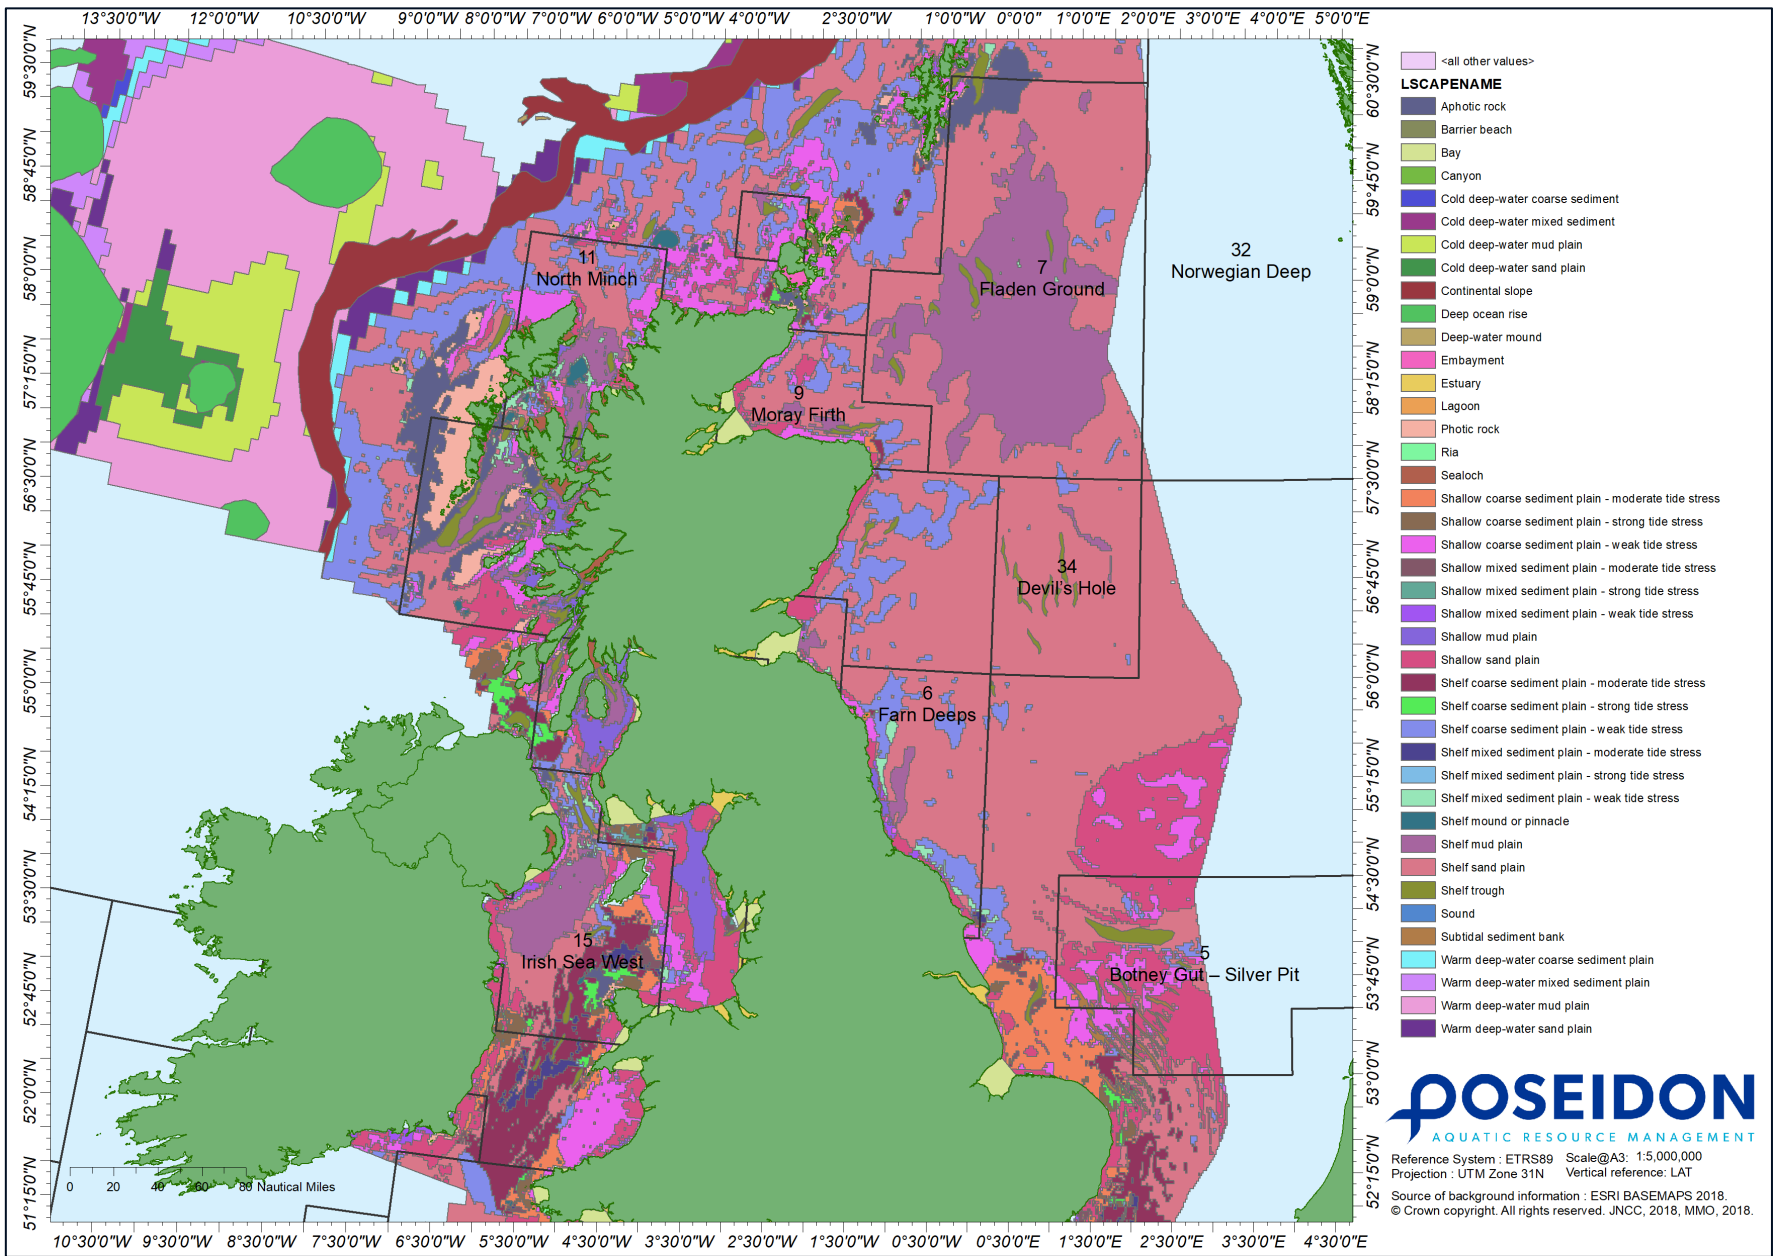 13°30'0"W 12°0'0"W 10°30'0"W 9°0'0"W 8°0'0"W 7°0'0"W 6°0'0"W 5°0'0"W 4°0'0"W 2°30'0"W 1°0'0"W 0°0'0" 1°0'0"E 2°0'0"E 3°0'0"E 4°0'0"E 5°0'0"E
59°30'0"N
58°45'0"N
58°0'0"N
57°15'0"N
56°30'0"N
55°45'0"N
55°0'0"N
54°15'0"N
53°30'0"N
52°45'0"N
52°0'0"N
51°15'0"N
11
North Minch
7
Fladen Ground
32
Norwegian Deep
9
Moray Firth
34
Devil's Hole
6
Farn Deeps
15
Irish Sea West
5
Botney Gut – Silver Pit
0 20 40 60 80 Nautical Miles
60°30'0"N
59°45'0"N
59°0'0"N
58°15'0"N
57°30'0"N
56°45'0"N
56°0'0"N
55°15'0"N
54°30'0"N
53°45'0"N
53°0'0"N
52°15'0"N
10°30'0"W 9°30'0"W 8°30'0"W 7°30'0"W 6°30'0"W 5°30'0"W 4°30'0"W 3°30'0"W 2°30'0"W 1°30'0"W 0°30'0"W 0°30'0"E 1°30'0"E 2°30'0"E 3°30'0"E 4°30'0"E
<all other values>
LSCAPENAME
Aphotic rock
Barrier beach
Bay
Canyon
Cold deep-water coarse sediment
Cold deep-water mixed sediment
Cold deep-water mud plain
Cold deep-water sand plain
Continental slope
Deep ocean rise
Deep-water mound
Embayment
Estuary
Lagoon
Photic rock
Ria
Sealoch
Shallow coarse sediment plain - moderate tide stress
Shallow coarse sediment plain - strong tide stress
Shallow coarse sediment plain - weak tide stress
Shallow mixed sediment plain - moderate tide stress
Shallow mixed sediment plain - strong tide stress
Shallow mixed sediment plain - weak tide stress
Shallow mud plain
Shallow sand plain
Shelf coarse sediment plain - moderate tide stress
Shelf coarse sediment plain - strong tide stress
Shelf coarse sediment plain - weak tide stress
Shelf mixed sediment plain - moderate tide stress
Shelf mixed sediment plain - strong tide stress
Shelf mixed sediment plain - weak tide stress
Shelf mound or pinnacle
Shelf mud plain
Shelf sand plain
Shelf trough
Sound
Subtidal sediment bank
Warm deep-water coarse sediment plain
Warm deep-water mixed sediment plain
Warm deep-water mud plain
Warm deep-water sand plain
POSEIDON
AQUATIC RESOURCE MANAGEMENT
Reference System : ETRS89 Scale@A3: 1:5,000,000
Projection : UTM Zone 31N Vertical reference: LAT
Source of background information : ESRI BASEMAPS 2018.
© Crown copyright. All rights reserved. JNCC, 2018, MMO, 2018.